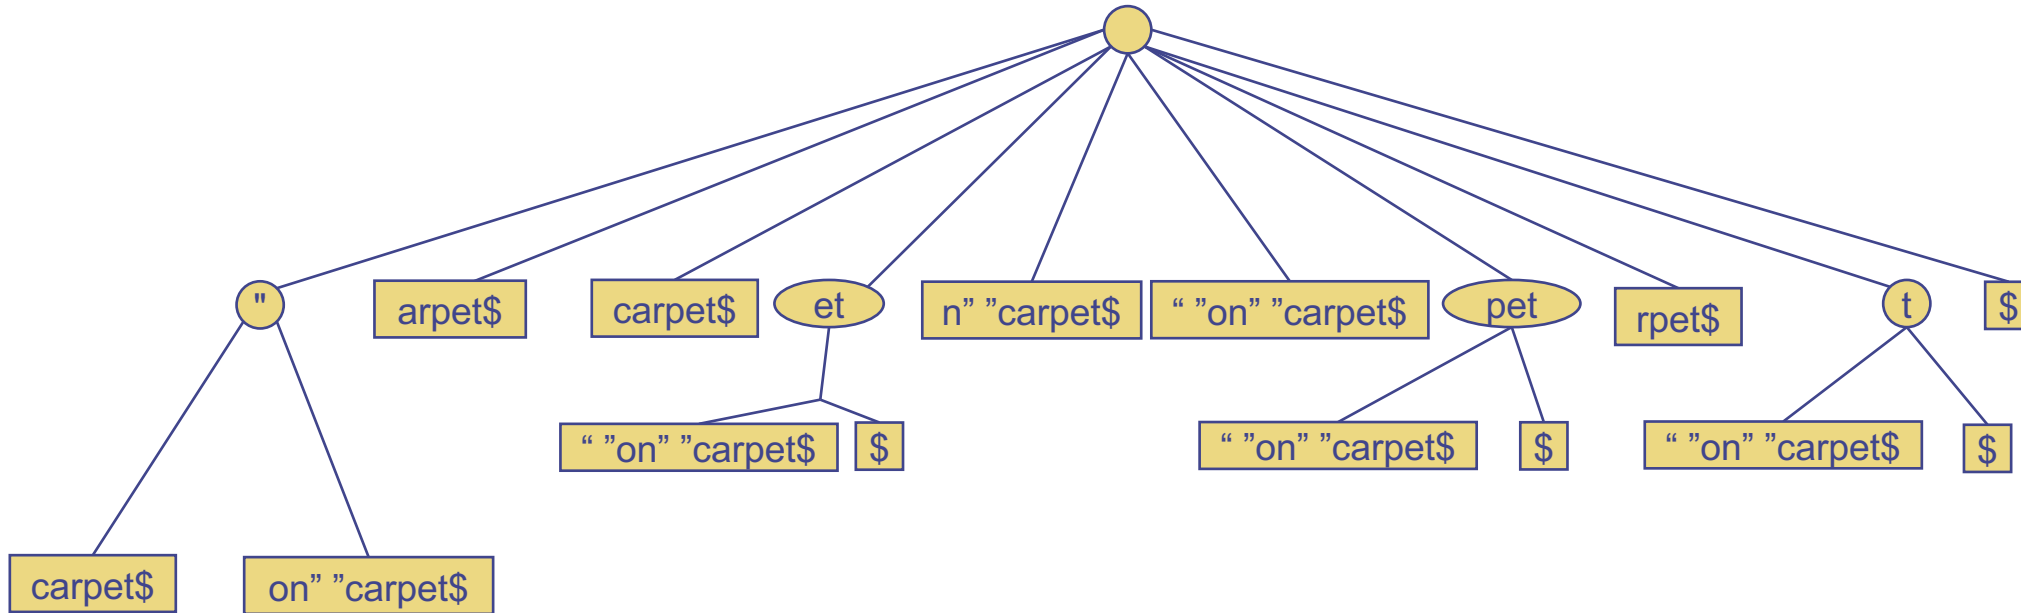 " arpet$ carpet$ et n” ”carpet$ “ ”on” ”carpet$ pet rpet$ t $
“ ”on” ”carpet$ $ “ ”on” ”carpet$ $ “ ”on” ”carpet$ $
carpet$ on” ”carpet$